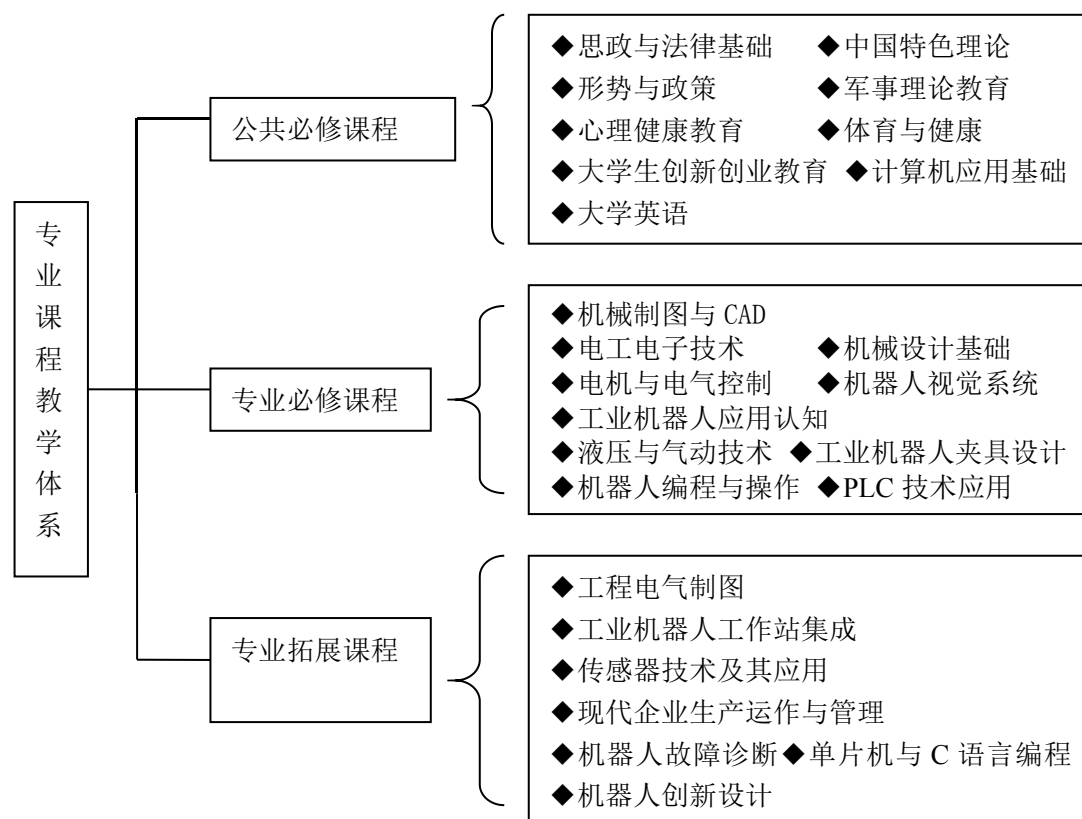 专业课程教学体系
公共必修课程
◆思政与法律基础 ◆中国特色理论
◆形势与政策 ◆军事理论教育
◆心理健康教育 ◆体育与健康
◆大学生创新创业教育 ◆计算机应用基础
◆大学英语
专业必修课程
◆机械制图与 CAD
◆电工电子技术 ◆机械设计基础
◆电机与电气控制 ◆机器人视觉系统
◆工业机器人应用认知
◆液压与气动技术 ◆工业机器人夹具设计
◆机器人编程与操作 ◆PLC 技术应用
专业拓展课程
◆工程电气制图
◆工业机器人工作站集成
◆传感器技术及其应用
◆现代企业生产运作与管理
◆机器人故障诊断◆单片机与 C 语言编程
◆机器人创新设计